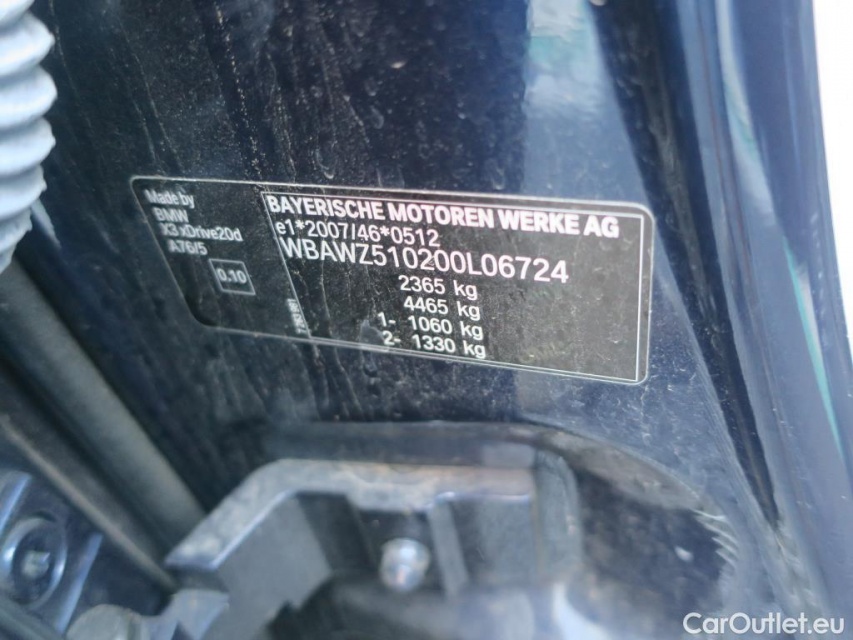 Made by
BMW
X3 xDrive20d
A76/5
0.10
BAYERISCHE MOTOREN WERKE AG
e1*2007/46*0512
WBAWZ510200L06724
2365 kg
4465 kg
1- 1060 kg
2- 1330 kg
CarOutlet.eu